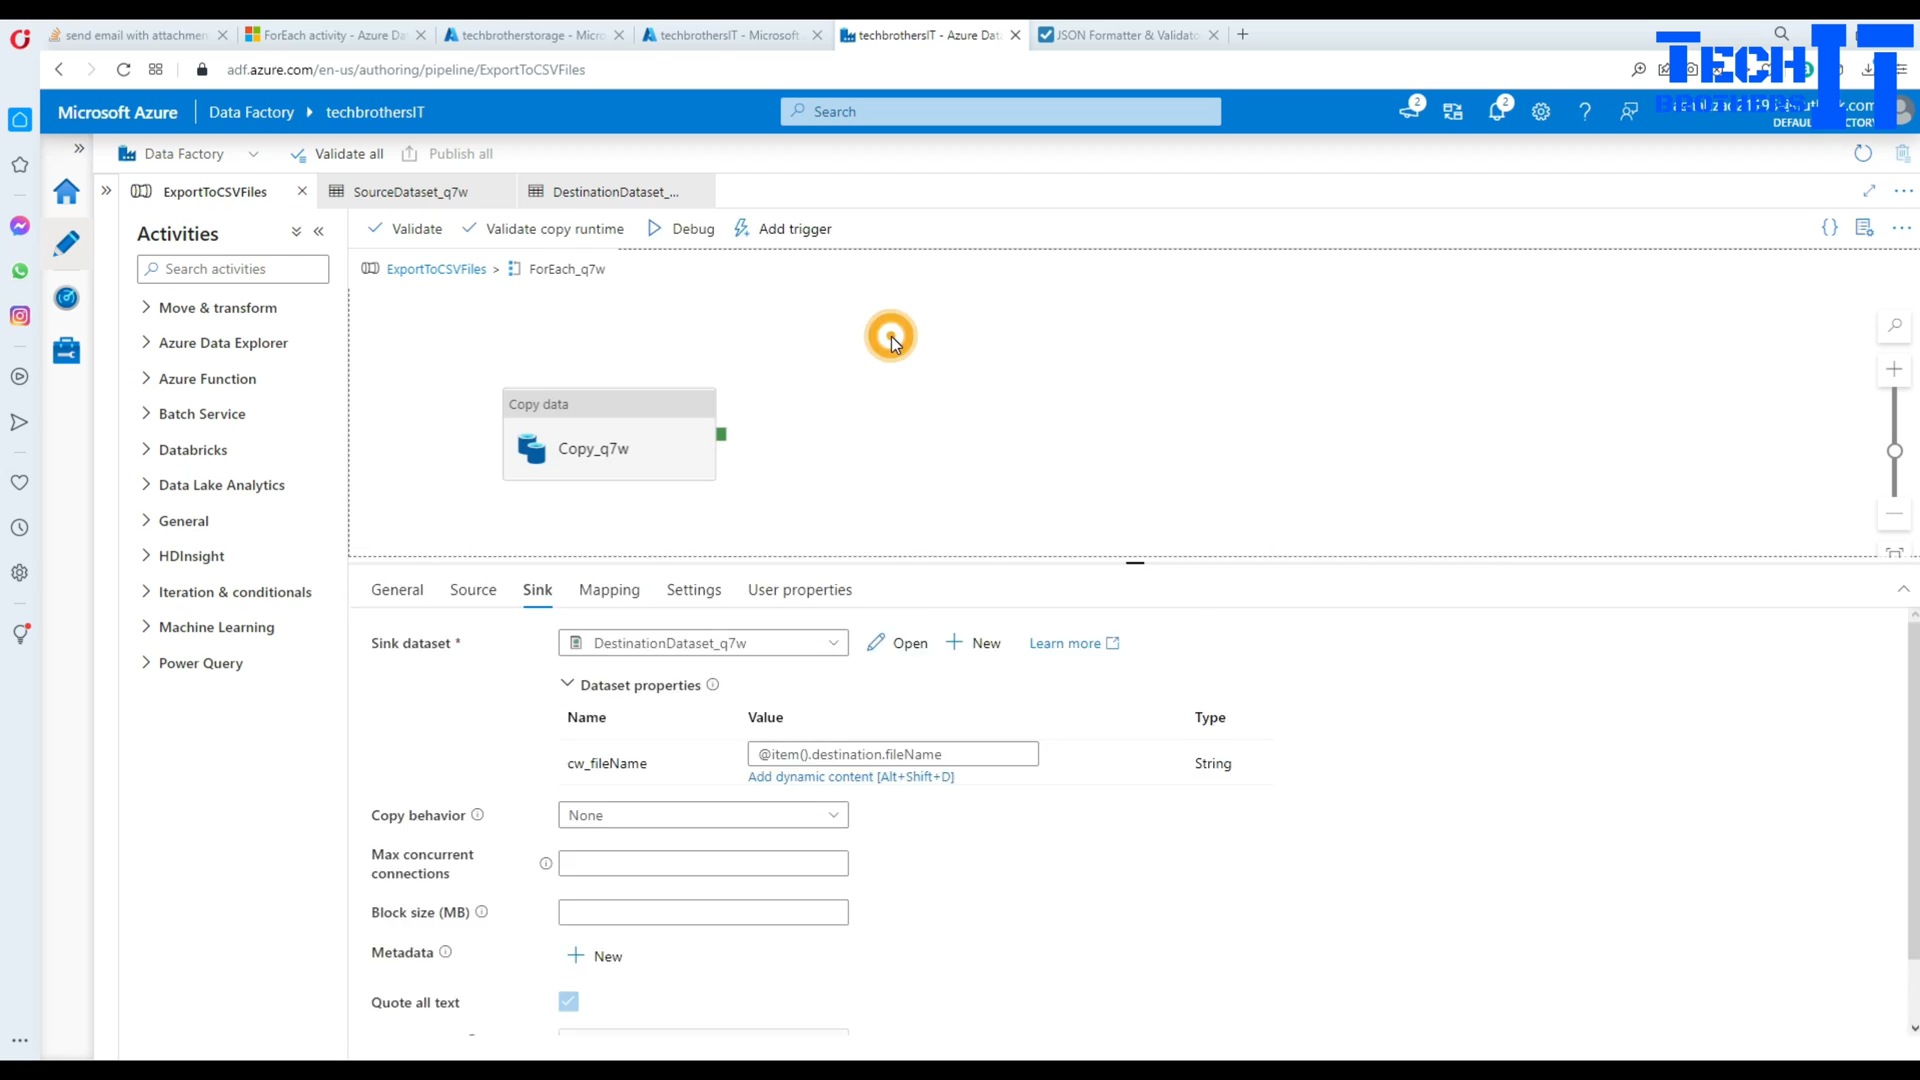 send email with attachmen
ForEach activity - Azure Da
techbrotherstorage - Micro
techbrothersIT - Microsoft
techbrothersIT - Azure Data
JSON Formatter & Validato
adf.azure.com/en-us/authoring/pipeline/ExportToCSVFiles
TECH IT
BROTHERS
Microsoft Azure
Data Factory
techbrothersIT
Search
2
2
Data Factory
Validate all
Publish all
ExportToCSVFiles
SourceDataset_q7w
DestinationDataset_...
Activities
Validate
Validate copy runtime
Debug
Add trigger
Search activities
ExportToCSVFiles > ForEach_q7w
Move & transform
Azure Data Explorer
Azure Function
Batch Service
Databricks
Data Lake Analytics
General
HDInsight
Iteration & conditionals
Machine Learning
Power Query
Copy data
Copy_q7w
General
Source
Sink
Mapping
Settings
User properties
Sink dataset *
DestinationDataset_q7w
Open
New
Learn more
Dataset properties
Name
Value
Type
cw_fileName
@item().destination.fileName
String
Add dynamic content [Alt+Shift+D]
Copy behavior
None
Max concurrent
connections
Block size (MB)
Metadata
New
Quote all text